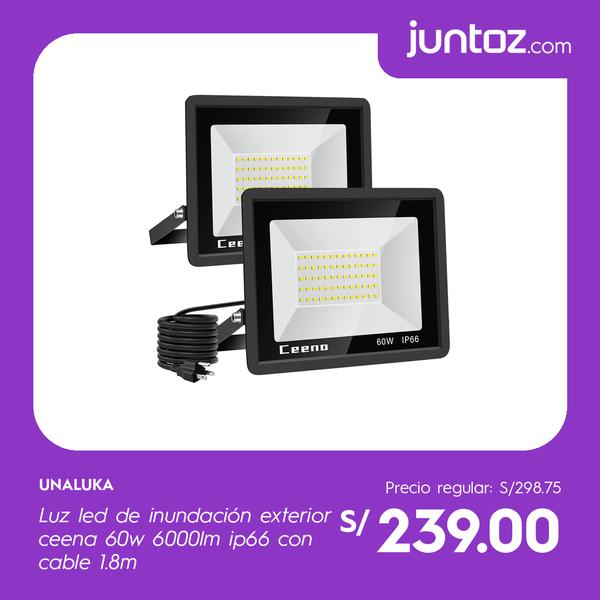 juntoz.com
Cee
Ceeno
60W IP66
UNALUKA
Precio regular: S/298.75
Luz led de inundación exterior
ceena 60w 6000lm ip66 con
cable 1.8m
S/239.00